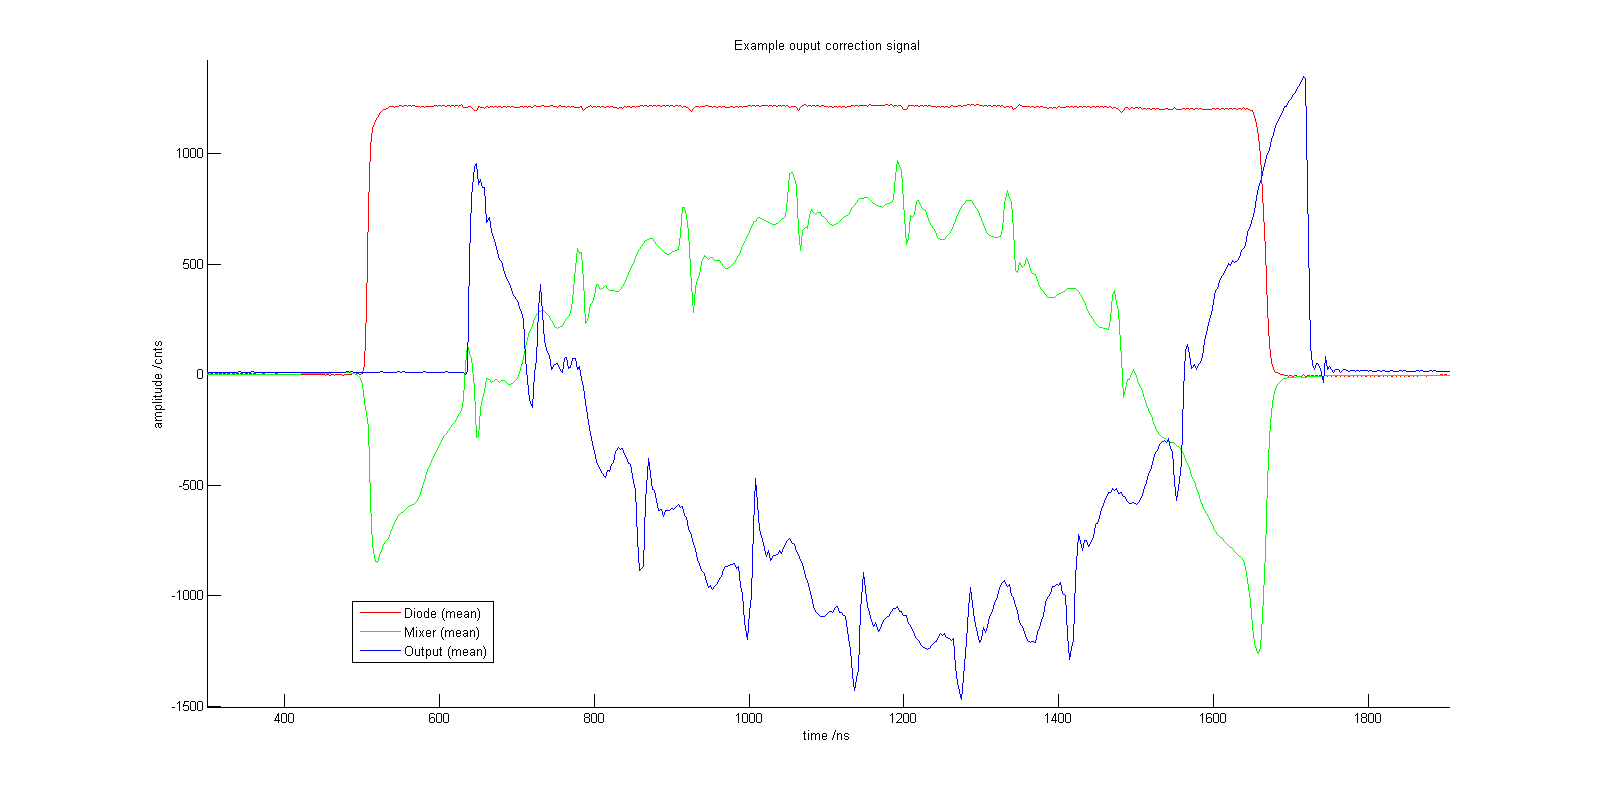 Example ouput correction signal
amplitude /cnts
1000
500
0
-500
-1000
-1500
Diode (mean)
Mixer (mean)
Output (mean)
400
600
800
1000
1200
1400
1600
1800
time /ns